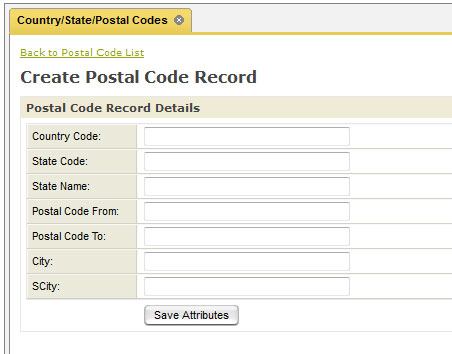 Country/State/Postal Codes
Back to Postal Code List
Create Postal Code Record
Postal Code Record Details
Country Code:
State Code:
State Name:
Postal Code From:
Postal Code To:
City:
SCity:
Save Attributes